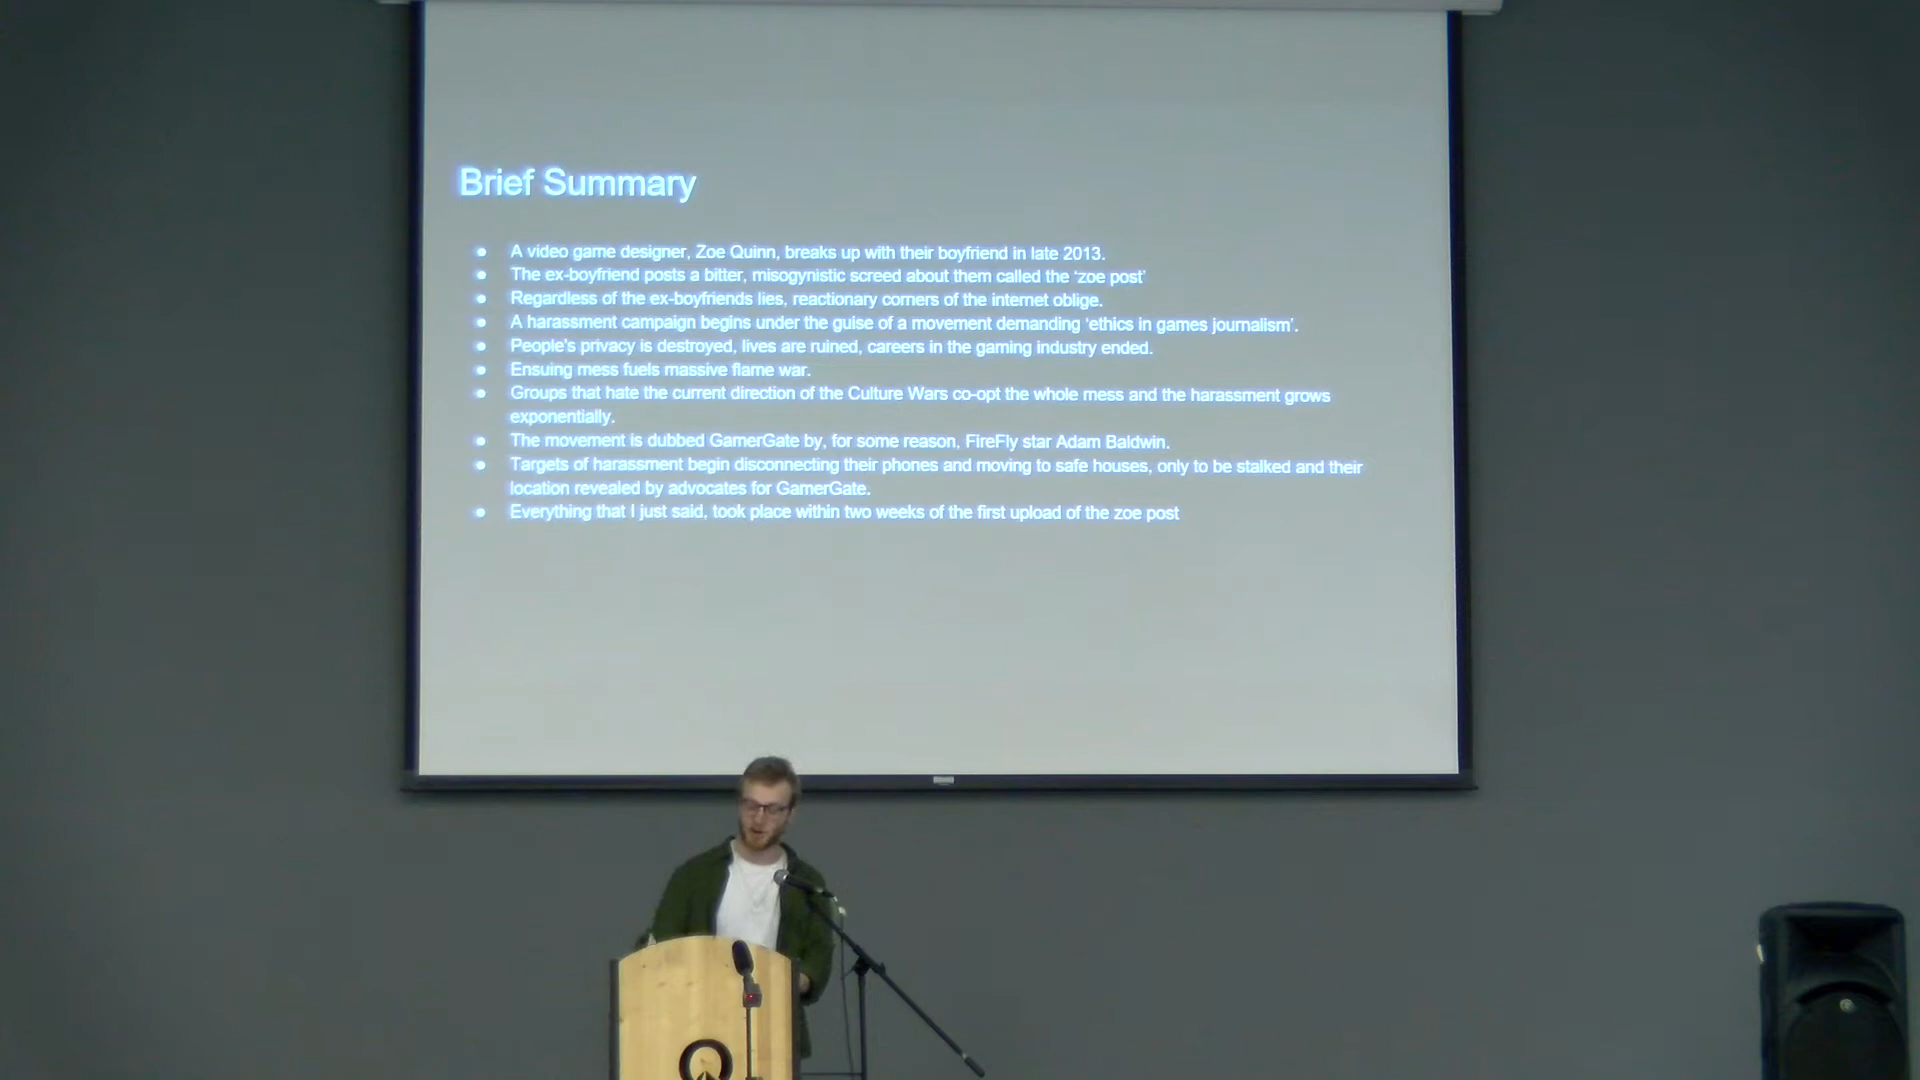 Brief Summary
● A video game designer, Zoe Quinn, breaks up with their boyfriend in late 2013.
● The ex-boyfriend posts a bitter, misogynistic screed about them called the ‘zoe post’
● Regardless of the ex-boyfriends lies, reactionary corners of the internet oblige.
● A harassment campaign begins under the guise of a movement demanding ‘ethics in games journalism’.
● People's privacy is destroyed, lives are ruined, careers in the gaming industry ended.
● Ensuing mess fuels massive flame war.
● Groups that hate the current direction of the Culture Wars co-opt the whole mess and the harassment grows
exponentially.
● The movement is dubbed GamerGate by, for some reason, FireFly star Adam Baldwin.
● Targets of harassment begin disconnecting their phones and moving to safe houses, only to be stalked and their
location revealed by advocates for GamerGate.
● Everything that I just said, took place within two weeks of the first upload of the zoe post